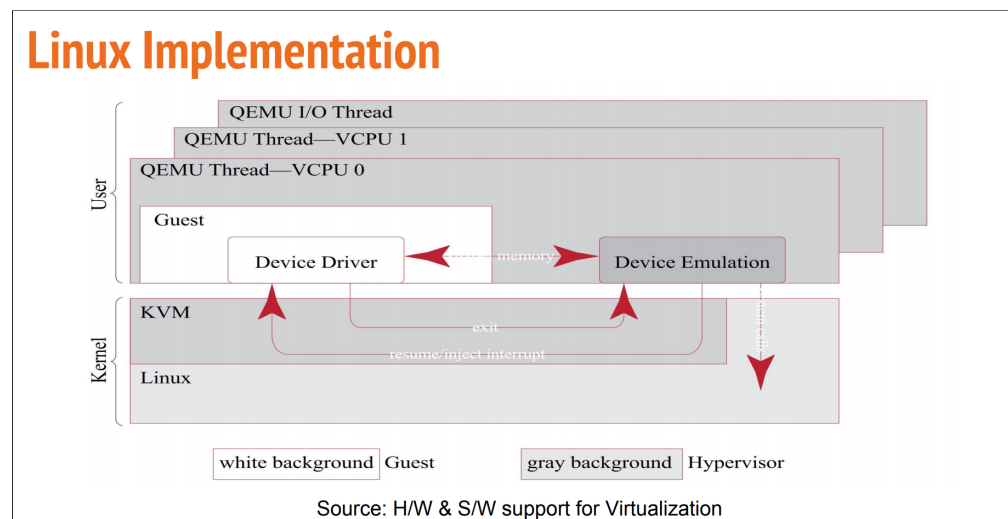 Linux Implementation
QEMU I/O Thread
QEMU Thread—VCPU 1
QEMU Thread—VCPU 0
User
Guest
Device Driver
memory
Device Emulation
KVM
exit
resume/inject interrupt
Kernel
Linux
white background Guest
gray background Hypervisor
Source: H/W & S/W support for Virtualization